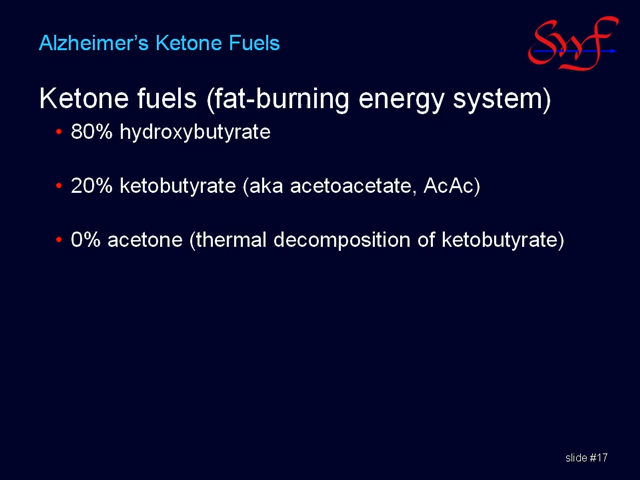 Alzheimer's Ketone Fuels
Swf
Ketone fuels (fat-burning energy system)
• 80% hydroxybutyrate
• 20% ketobutyrate (aka acetoacetate, AcAc)
• 0% acetone (thermal decomposition of ketobutyrate)
slide #17